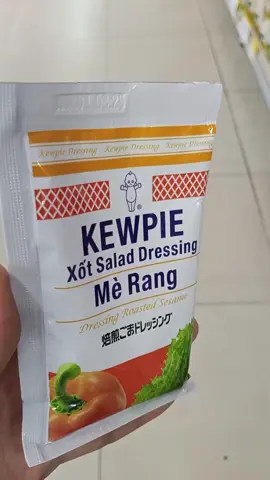 Kewpie Dressing Kewpie Dressing Kewpie Dressing
KEWPIE
Xốt Salad Dressing
Mè Rang
Dressing Roasted Sesame
焙煎ごまドレッシング